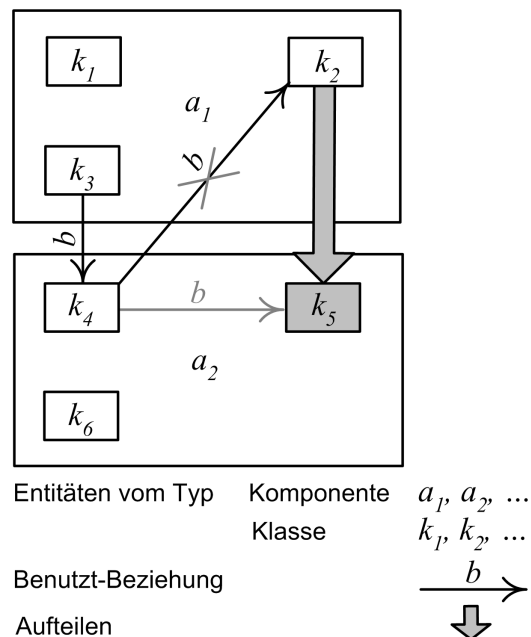 k1
k2
a1
b
k3
b
k4
b
k5
a2
k6
Entitäten vom Typ Komponente a1, a2, ...
Klasse k1, k2, ...
Benutzt-Beziehung b
Aufteilen